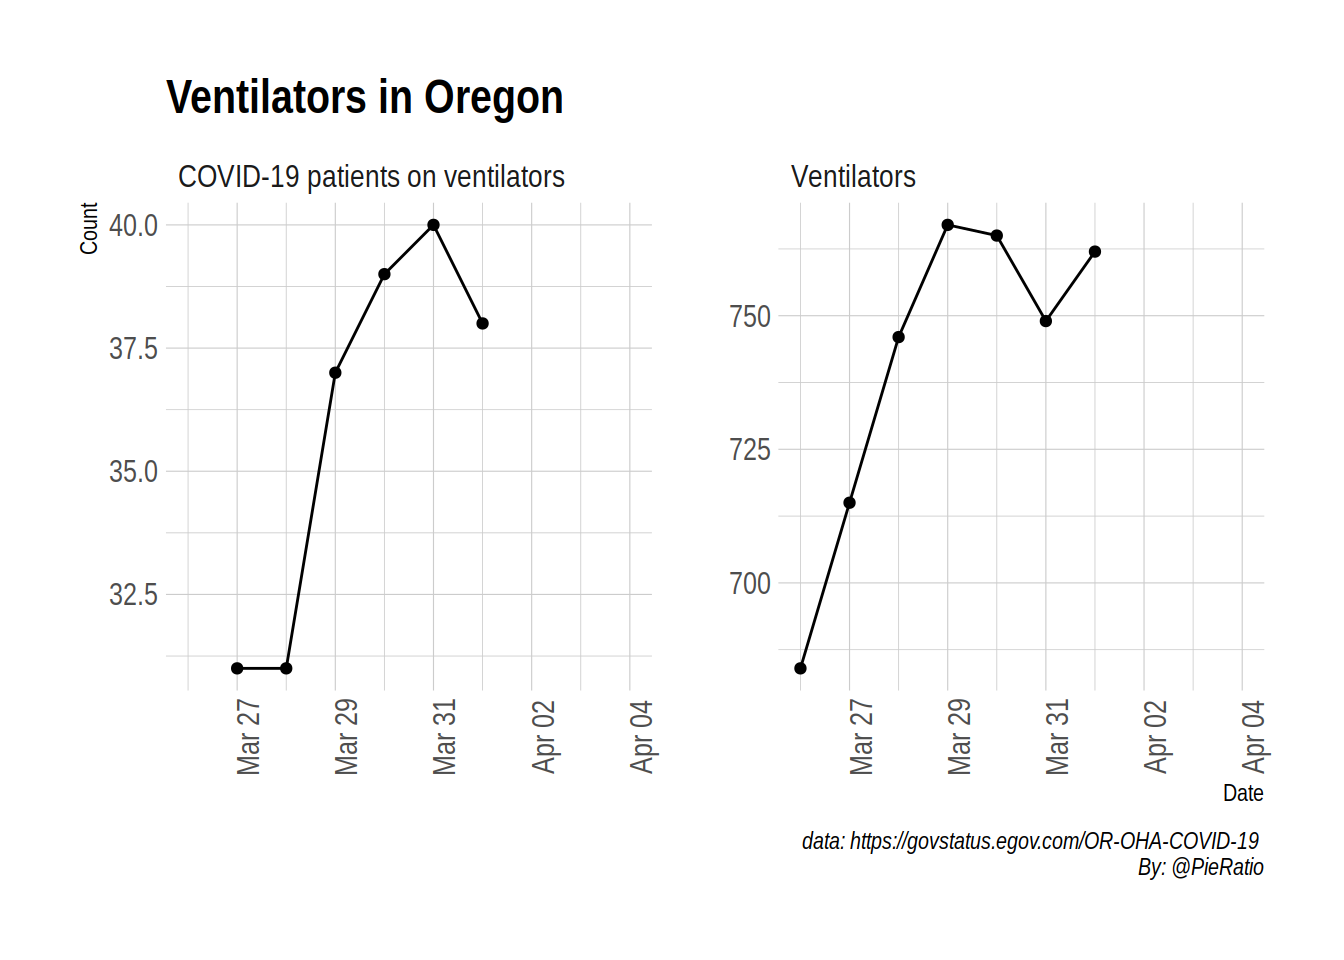 Ventilators in Oregon
COVID-19 patients on ventilators
Count
40.0
37.5
35.0
32.5
Mar 27
Mar 29
Mar 31
Apr 02
Apr 04
Ventilators
750
725
700
Mar 27
Mar 29
Mar 31
Apr 02
Apr 04
Date
data: https://govstatus.egov.com/OR-OHA-COVID-19
By: @PieRatio